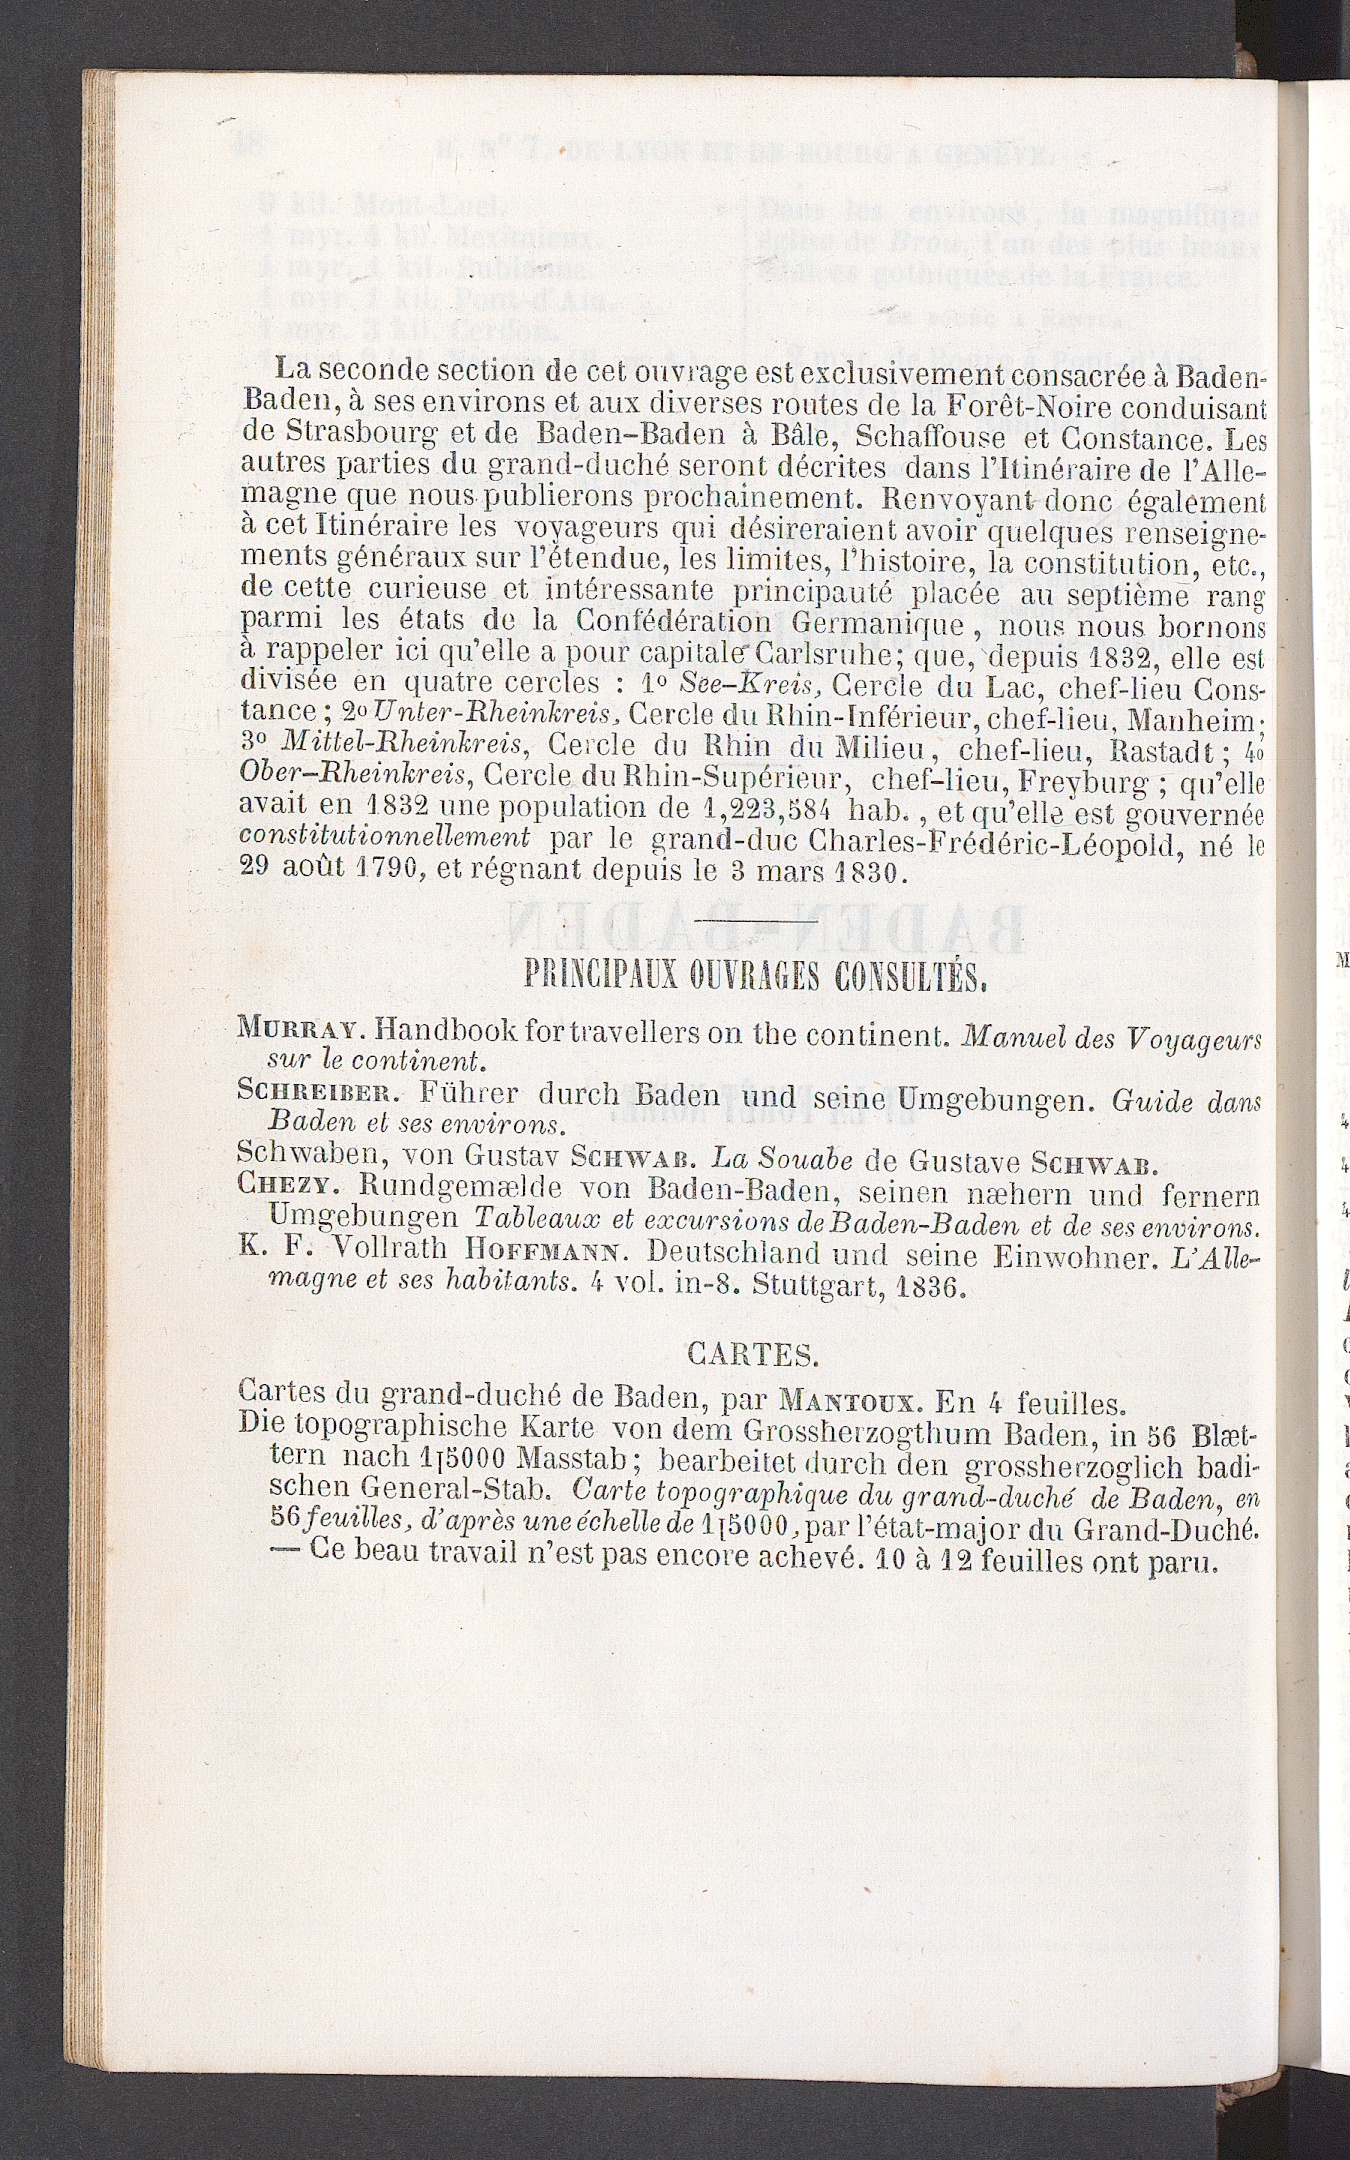 La seconde section de cet ouvrage est exclusivement consacrée à Baden-
Baden, à ses environs et aux diverses routes de la Forêt-Noire conduisant
de Strasbourg et de Baden-Baden à Bâle, Schaffouse et Constance. Les
autres parties du grand-duché seront décrites dans l'Itinéraire de l'Alle-
magne que nous publierons prochainement. Renvoyant donc également
à cet Itinéraire les voyageurs qui désireraient avoir quelques renseigne-
ments généraux sur l'étendue, les limites, l'histoire, la constitution, etc.,
de cette curieuse et intéressante principauté placée au septième rang
parmi les états de la Confédération Germanique, nous nous bornons
à rappeler ici qu'elle a pour capitale Carlsruhe; que, depuis 1832, elle est
divisée en quatre cercles : 1o See-Kreis, Cercle du Lac, chef-lieu Cons-
tance; 2o Unter-Rheinkreis, Cercle du Rhin-Inférieur, chef-lieu, Manheim;
3o Mittel-Rheinkreis, Cercle du Rhin du Milieu, chef-lieu, Rastadt; 4o
Ober-Rheinkreis, Cercle du Rhin-Supérieur, chef-lieu, Freyburg; qu'elle
avait en 1832 une population de 1,223,584 hab., et qu'elle est gouvernée
constitutionnellement par le grand-duc Charles-Frédéric-Léopold, né le
29 août 1790, et régnant depuis le 3 mars 1830.
PRINCIPAUX OUVRAGES CONSULTÉS.
MURRAY. Handbook for travellers on the continent. Manuel des Voyageurs
sur le continent.
SCHREIBER. Führer durch Baden und seine Umgebungen. Guide dans
Baden et ses environs.
Schwaben, von Gustav SCHWAB. La Souabe de Gustave SCHWAB.
CHEZY. Rundgemælde von Baden-Baden, seinen næhern und fernern
Umgebungen Tableaux et excursions de Baden-Baden et de ses environs.
K. F. Vollrath HOFFMANN. Deutschland und seine Einwohner. L'Alle-
magne et ses habitants. 4 vol. in-8. Stuttgart, 1836.
CARTES.
Cartes du grand-duché de Baden, par MANTOUX. En 4 feuilles.
Die topographische Karte von dem Grossherzogthum Baden, in 56 Blæt-
tern nach 1|5000 Masstab; bearbeitet durch den grossherzoglich badi-
schen General-Stab. Carte topographique du grand-duché de Baden, en
56 feuilles, d'après une échelle de 1|5000, par l'état-major du Grand-Duché.
— Ce beau travail n'est pas encore achevé. 10 à 12 feuilles ont paru.